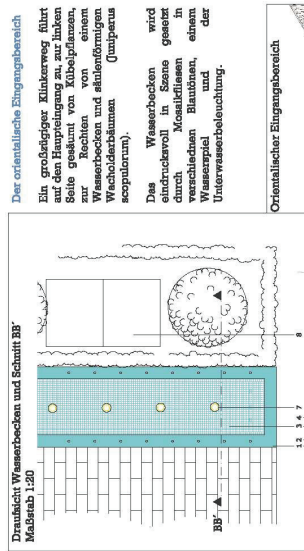 Der orientalische Eingangsbereich
Ein großzügiger Klinkerweg führt
auf den Haupteingang zu, zur linken
Seite gesäumt von Kübelpflanzen,
zur Rechten von einem
Wasserbecken und säulenförmigen
Wacholderbäumen (Juniperus
scopulorum).
Das Wasserbecken wird
eindrucksvoll in Szene gesetzt
durch Mosaikfliesen in
verschiednen Blautönen, einem
Wasserspiel und der
Unterwasserbeleuchtung.
Draufsicht Wasserbecken und Schnitt BB'
Maßstab 1:20
BB'
1 2 3 4 7 8
Orientalischer Eingangsbereich